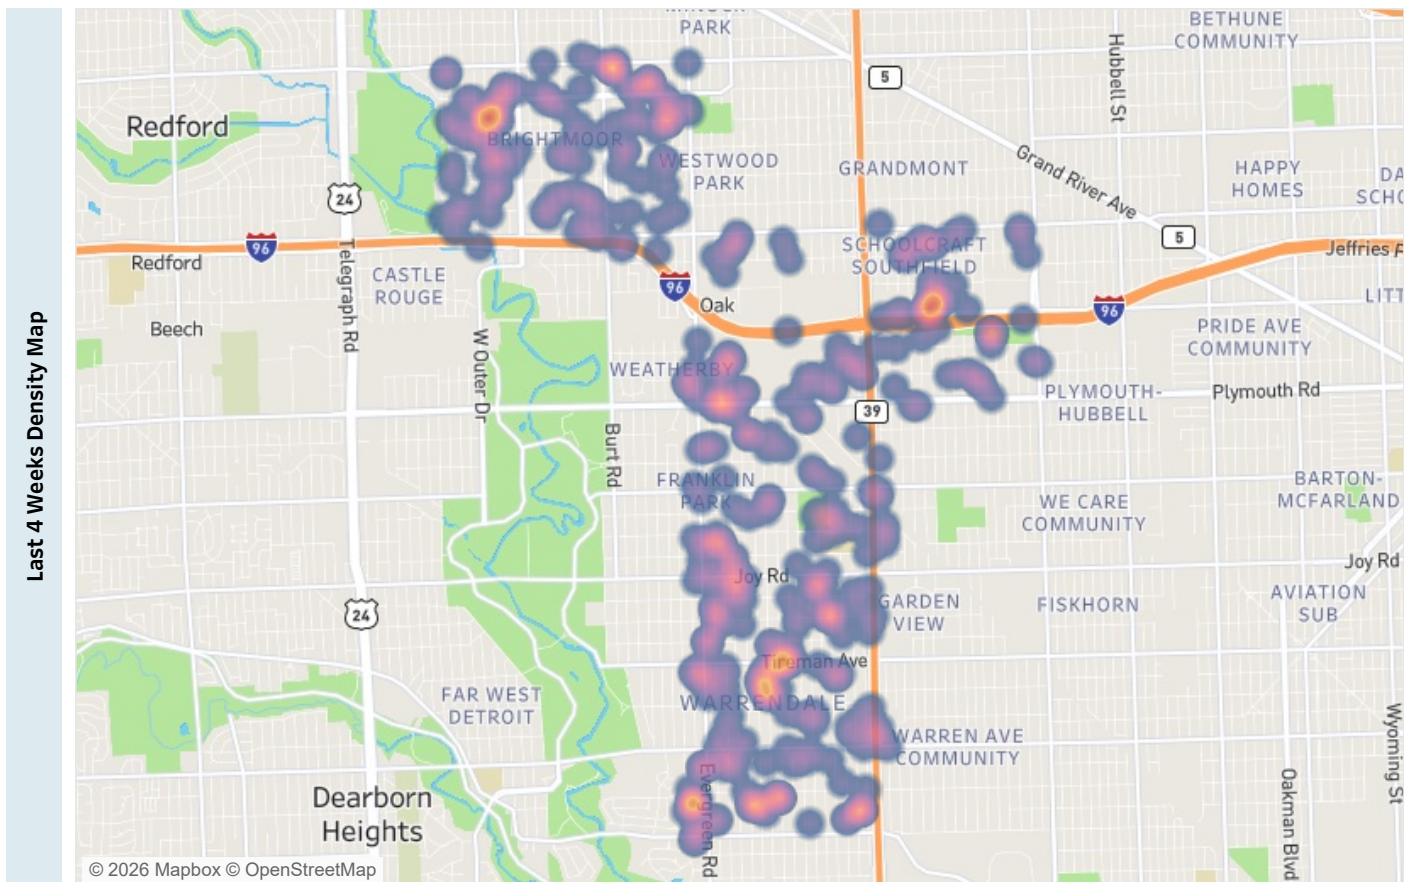 Last 4 Weeks Density Map
PARK
BETHUNE
COMMUNITY
Hubbell St
5
Redford
BRIGHTMOOR
WESTWOOD
PARK
GRANDMONT
Grand River Ave
HAPPY
HOMES
DA
SCHO
24
5
96
Redford
Telegraph Rd
CASTLE
ROUGE
SCHOOLCRAFT
SOUTHFIELD
Jeffries F
96
Oak
96
LITT
Beech
W Outer Dr
PRIDE AVE
COMMUNITY
WEATHERBY
Plymouth Rd
PLYMOUTH-
HUBBELL
39
Burt Rd
FRANKLIN
PARK
WE CARE
COMMUNITY
BARTON-
MCFARLAND
Joy Rd
Joy Rd
24
GARDEN
VIEW
FISKHORN
AVIATION
SUB
Tireman Ave
WARRENDALE
FAR WEST
DETROIT
WARREN AVE
COMMUNITY
Wyoming St
Dearborn
Heights
Evergreen Rd
Oakman Blvd
© 2026 Mapbox © OpenStreetMap